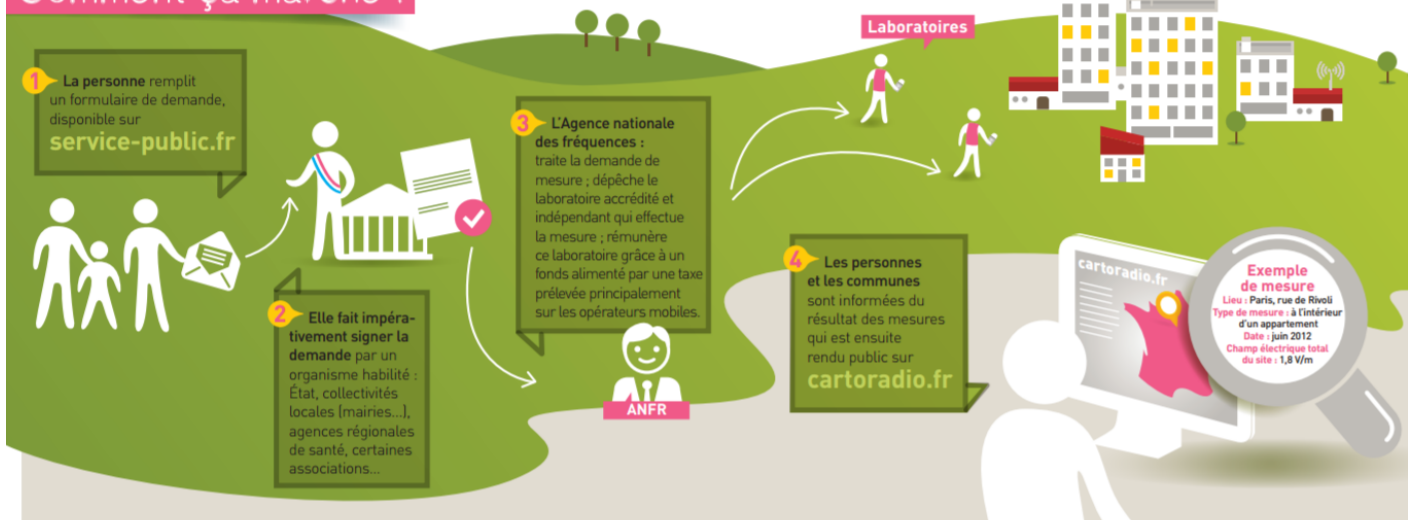 Comment ça marche ?
1 La personne remplit
un formulaire de demande,
disponible sur
service-public.fr
2 Elle fait impéra-
tivement signer la
demande par un
organisme habilité :
État, collectivités
locales (mairies...),
agences régionales
de santé, certaines
associations...
3 L'Agence nationale
des fréquences :
traite la demande de
mesure ; dépêche le
laboratoire accrédité et
indépendant qui effectue
la mesure ; rémunère
ce laboratoire grâce à un
fonds alimenté par une taxe
prélevée principalement
sur les opérateurs mobiles.
ANFR
Laboratoires
4 Les personnes
et les communes
sont informées du
résultat des mesures
qui est ensuite
rendu public sur
cartoradio.fr
cartoradio.fr
Exemple
de mesure
Lieu : Paris, rue de Rivoli
Type de mesure : à l'intérieur
d'un appartement
Date : juin 2012
Champ électrique total
du site : 1,8 V/m